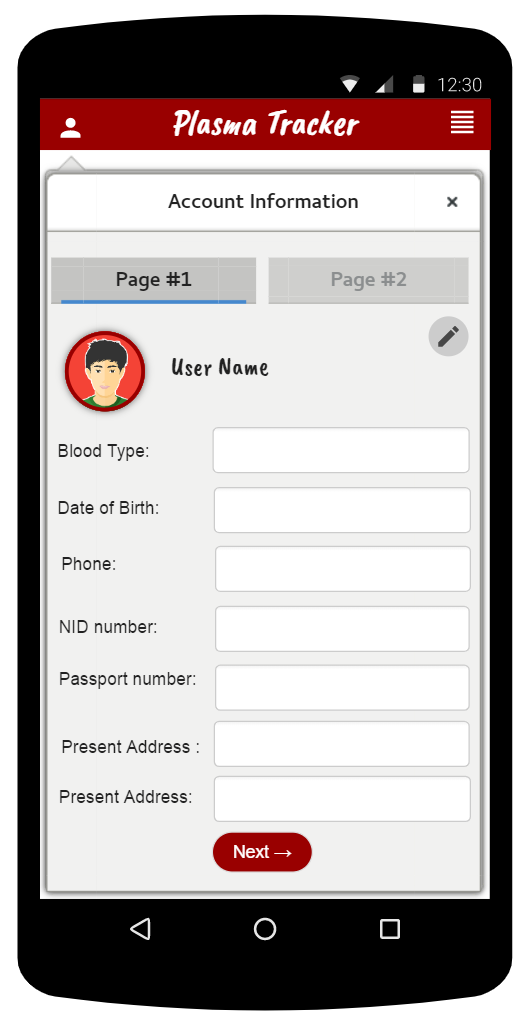 12:30
Plasma Tracker
Account Information ×
Page #1 Page #2
User Name
Blood Type:
Date of Birth:
Phone:
NID number:
Passport number:
Present Address :
Present Address:
Next →